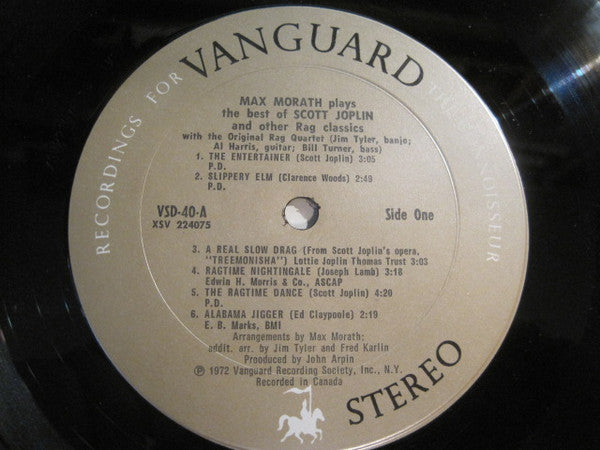 RECORDINGS FOR VANGUARD THE NOISSEUR
MAX MORATH plays
the best of SCOTT JOPLIN
and other Rag classics
with the Original Rag Quartet (Jim Tyler, banjo;
Al Harris, guitar; Bill Turner, bass)
1. THE ENTERTAINER (Scott Joplin) 3:05
P.D.
2. SLIPPERY ELM (Clarence Woods) 2:49
P.D.
VSD-40-A
XSV 224075
Side One
3. A REAL SLOW DRAG (From Scott Joplin's opera,
"TREEMONISHA") Lottie Joplin Thomas Trust 3:03
4. RAGTIME NIGHTINGALE (Joseph Lamb) 3:18
Edwin H. Morris & Co., ASCAP
5. THE RAGTIME DANCE (Scott Joplin) 4:20
P.D.
6. ALABAMA JIGGER (Ed Claypoole) 2:19
E. B. Marks, BMI
Arrangements by Max Morath;
addit. arr. by Jim Tyler and Fred Karlin
Prooduced by John Arpin
℗ 1972 Vanguard Recording Society, Inc., N.Y.
Recorded in Canada
STEREO